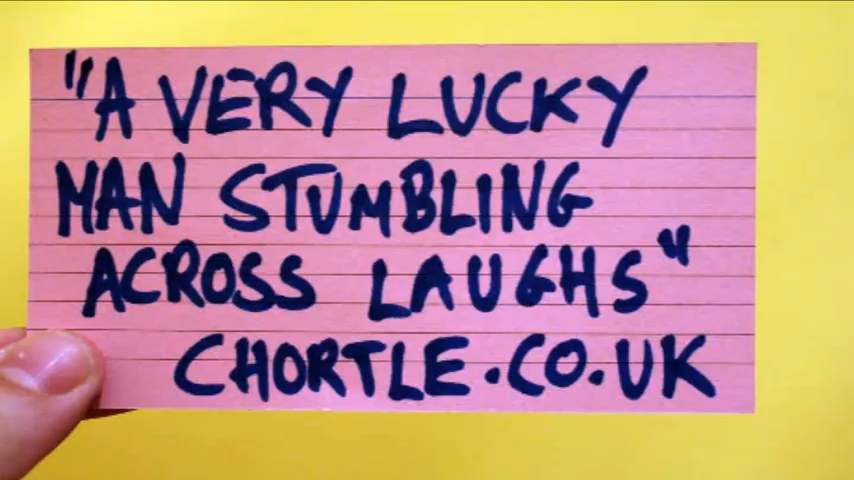 "A VERY LUCKY
MAN STUMBLING
ACROSS LAUGHS"
CHORTLE.CO.UK